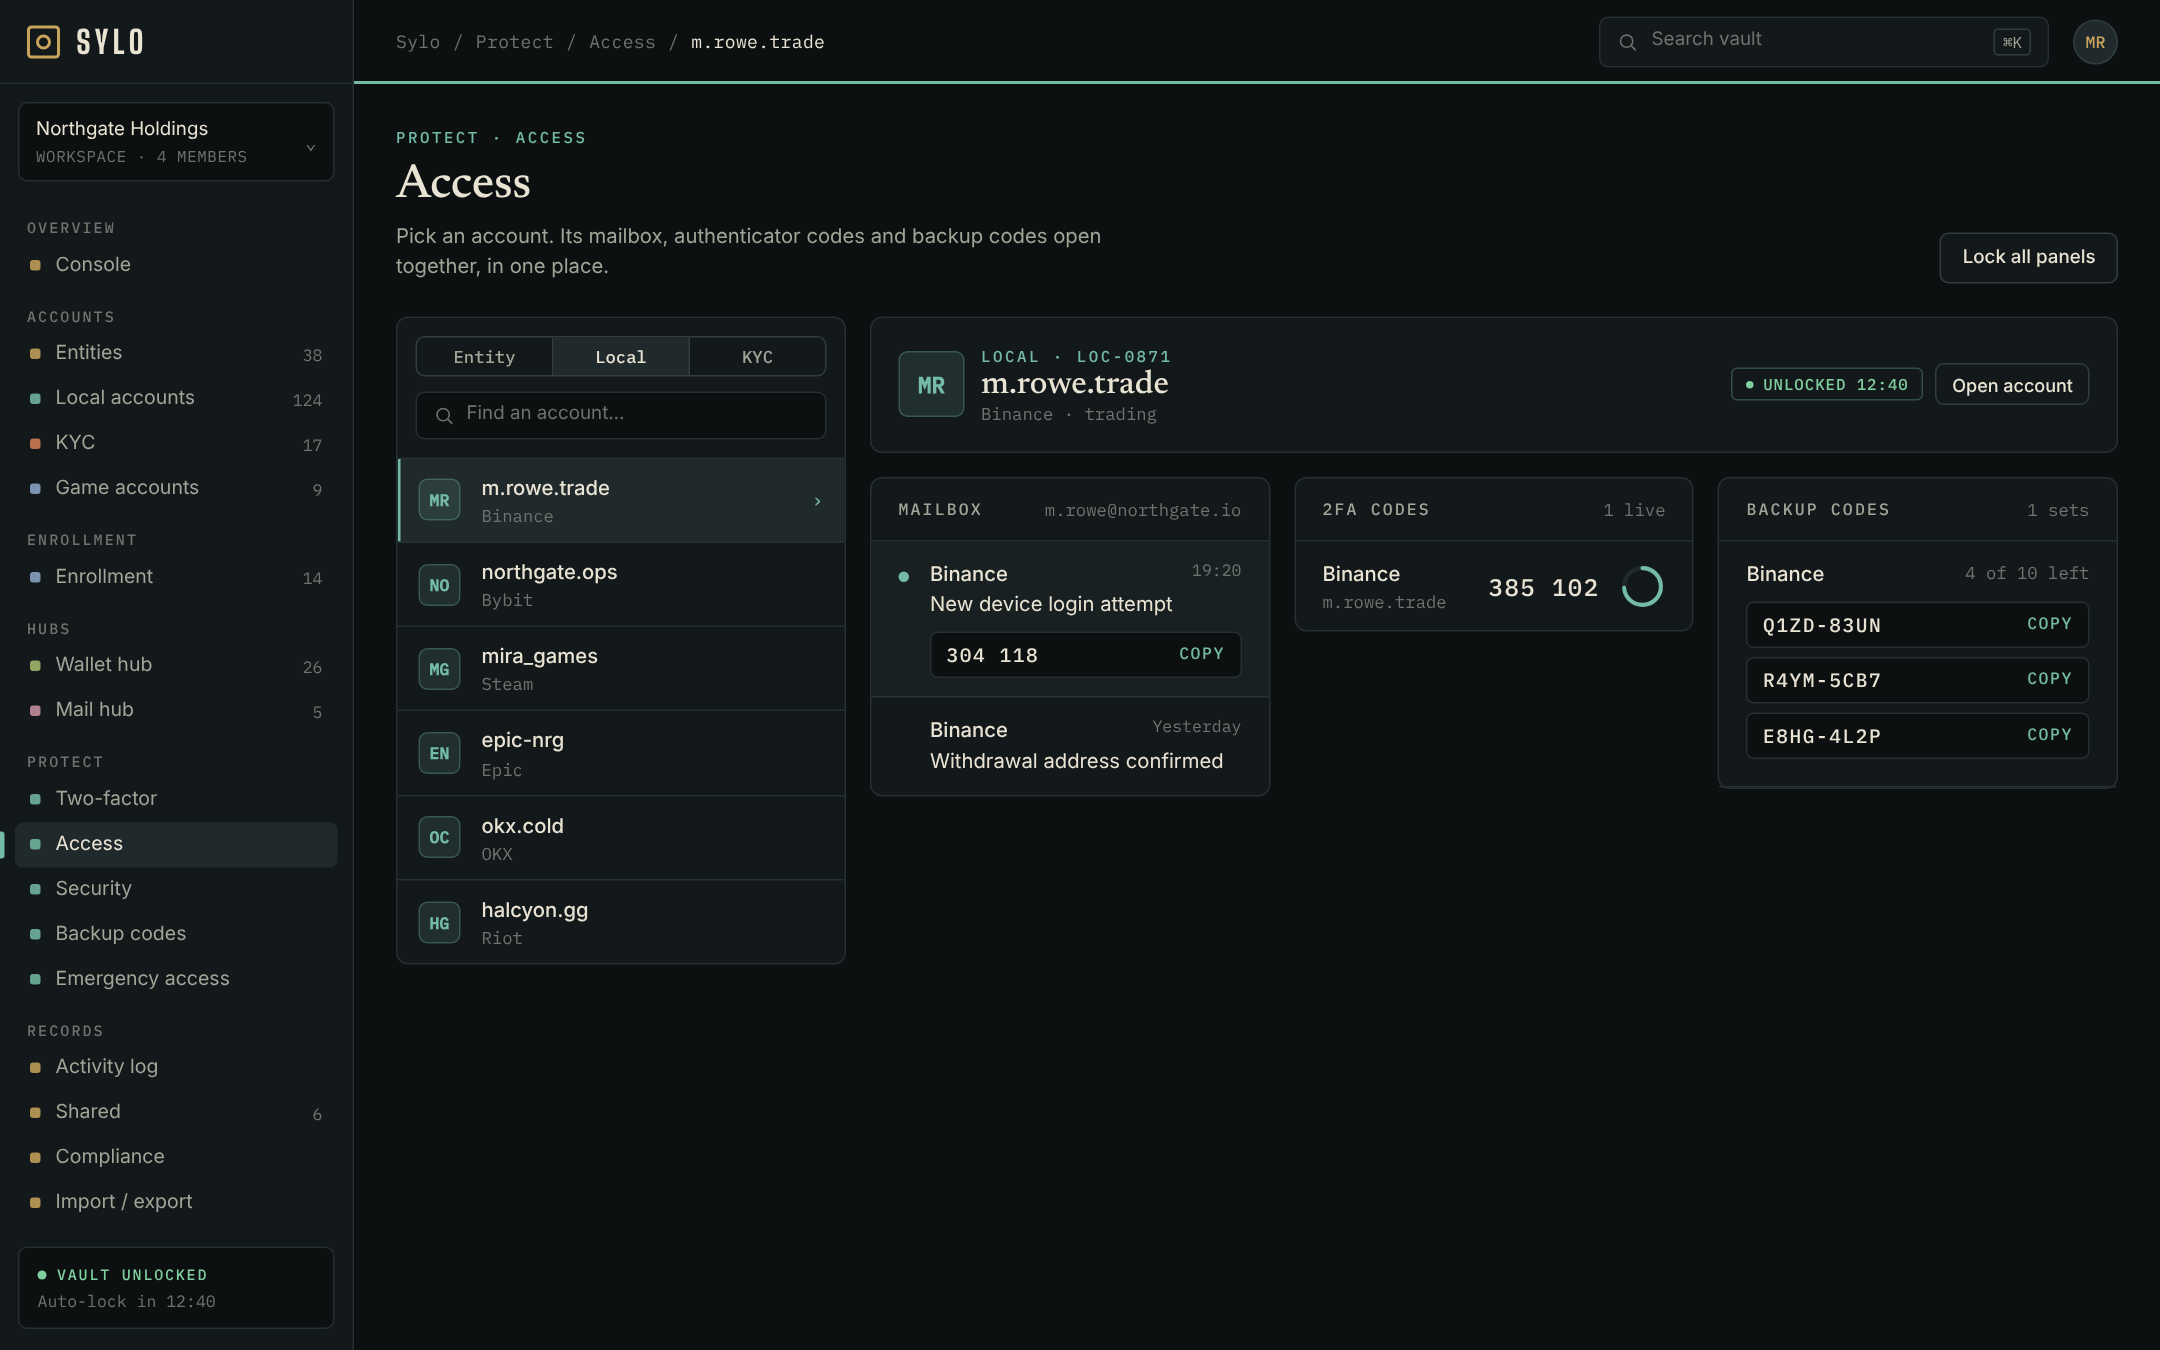 SYLO
Northgate Holdings
WORKSPACE · 4 MEMBERS
OVERVIEW
Console
ACCOUNTS
Entities 38
Local accounts 124
KYC 17
Game accounts 9
ENROLLMENT
Enrollment 14
HUBS
Wallet hub 26
Mail hub 5
PROTECT
Two-factor
Access
Security
Backup codes
Emergency access
RECORDS
Activity log
Shared 6
Compliance
Import / export
VAULT UNLOCKED
Auto-lock in 12:40
Sylo / Protect / Access / m.rowe.trade
Search vault ⌘K
MR
PROTECT · ACCESS
Access
Pick an account. Its mailbox, authenticator codes and backup codes open
together, in one place.
Lock all panels
Entity Local KYC
Find an account...
MR m.rowe.trade
Binance
NO northgate.ops
Bybit
MG mira_games
Steam
EN epic-nrg
Epic
OC okx.cold
OKX
HG halcyon.gg
Riot
MR
LOCAL · LOC-0871
m.rowe.trade
Binance · trading
UNLOCKED 12:40
Open account
MAILBOX m.rowe@northgate.io
Binance 19:20
New device login attempt
304 118 COPY
Binance Yesterday
Withdrawal address confirmed
2FA CODES 1 live
Binance
m.rowe.trade
385 102
BACKUP CODES 1 sets
Binance 4 of 10 left
Q1ZD-83UN COPY
R4YM-5CB7 COPY
E8HG-4L2P COPY